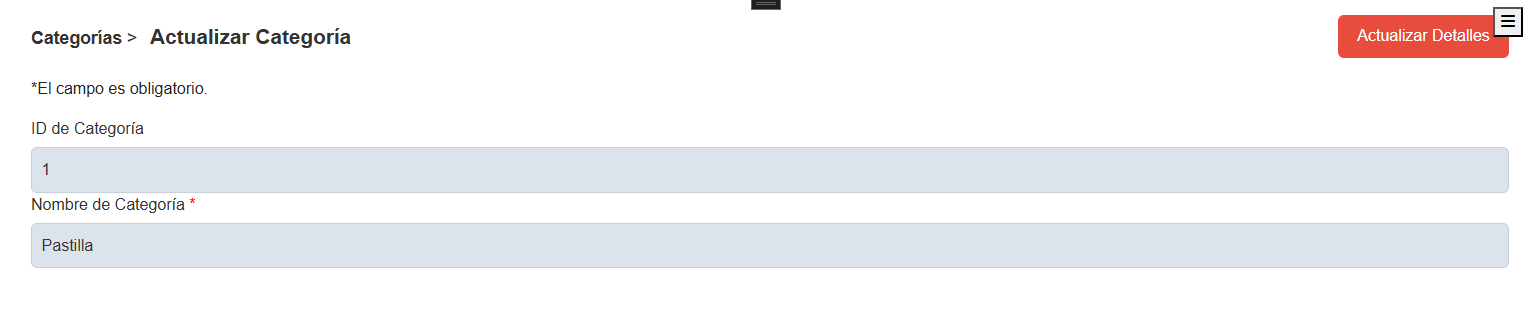 Categorías > Actualizar Categoría
Actualizar Detalles
*El campo es obligatorio.
ID de Categoría
1
Nombre de Categoría *
Pastilla